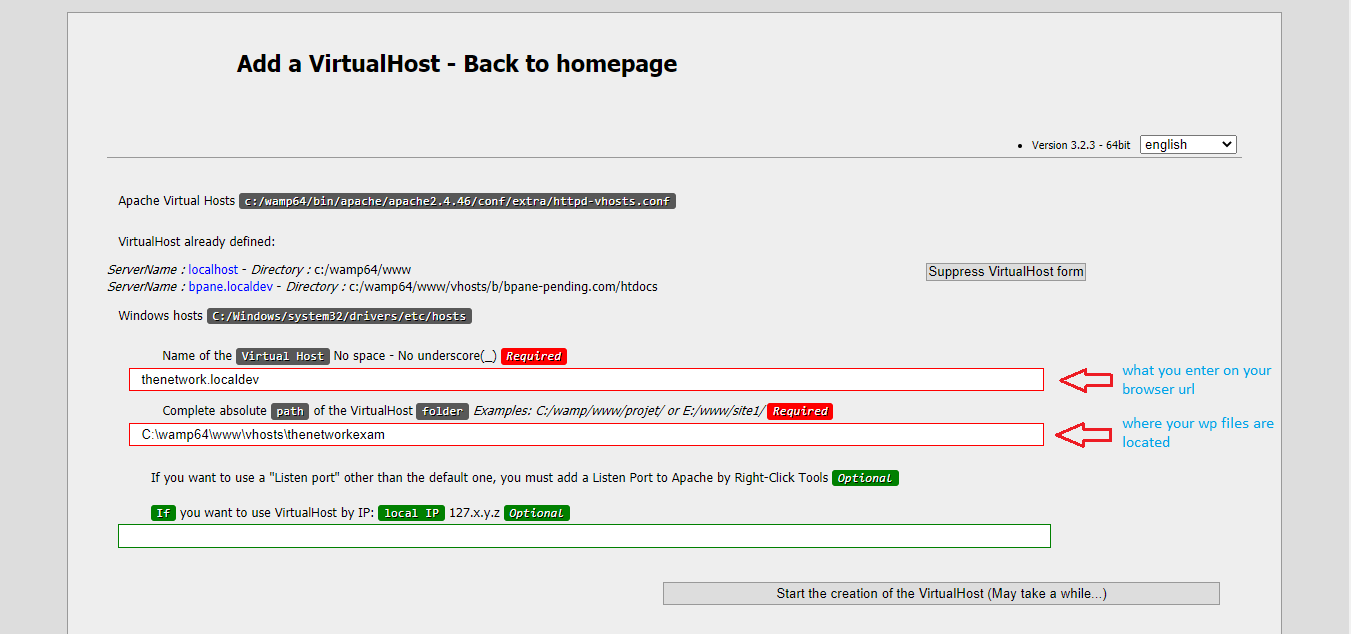 Add a VirtualHost - Back to homepage
• Version 3.2.3 - 64bit english
Apache Virtual Hosts c:/wamp64/bin/apache/apache2.4.46/conf/extra/httpd-vhosts.conf
VirtualHost already defined:
ServerName : localhost - Directory : c:/wamp64/www
Suppress VirtualHost form
ServerName : bpane.localdev - Directory : c:/wamp64/www/vhosts/b/bpane-pending.com/htdocs
Windows hosts C:/Windows/system32/drivers/etc/hosts
Name of the Virtual Host No space - No underscore(_) Required
thenetwork.localdev
what you enter on your
browser url
Complete absolute path of the VirtualHost folder Examples: C:/wamp/www/projet/ or E:/www/site1/ Required
C:\wamp64\www\vhosts\thenetworkexam
where your wp files are
located
If you want to use a "Listen port" other than the default one, you must add a Listen Port to Apache by Right-Click Tools Optional
If you want to use VirtualHost by IP: local IP 127.x.y.z Optional
Start the creation of the VirtualHost (May take a while...)